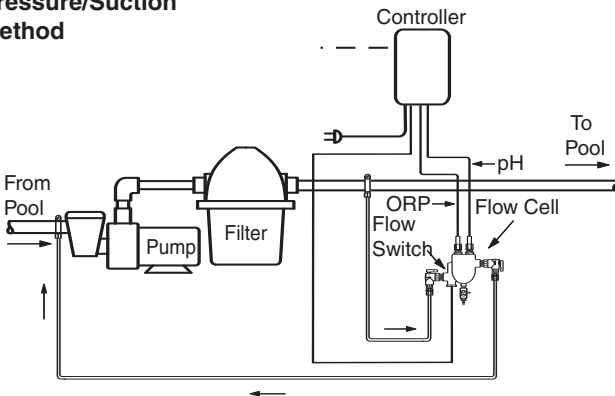 ressure/Suction
ethod
Controller
To
Pool
pH
From
Pool
ORP
Flow Cell
Flow
Switch
Pump
Filter